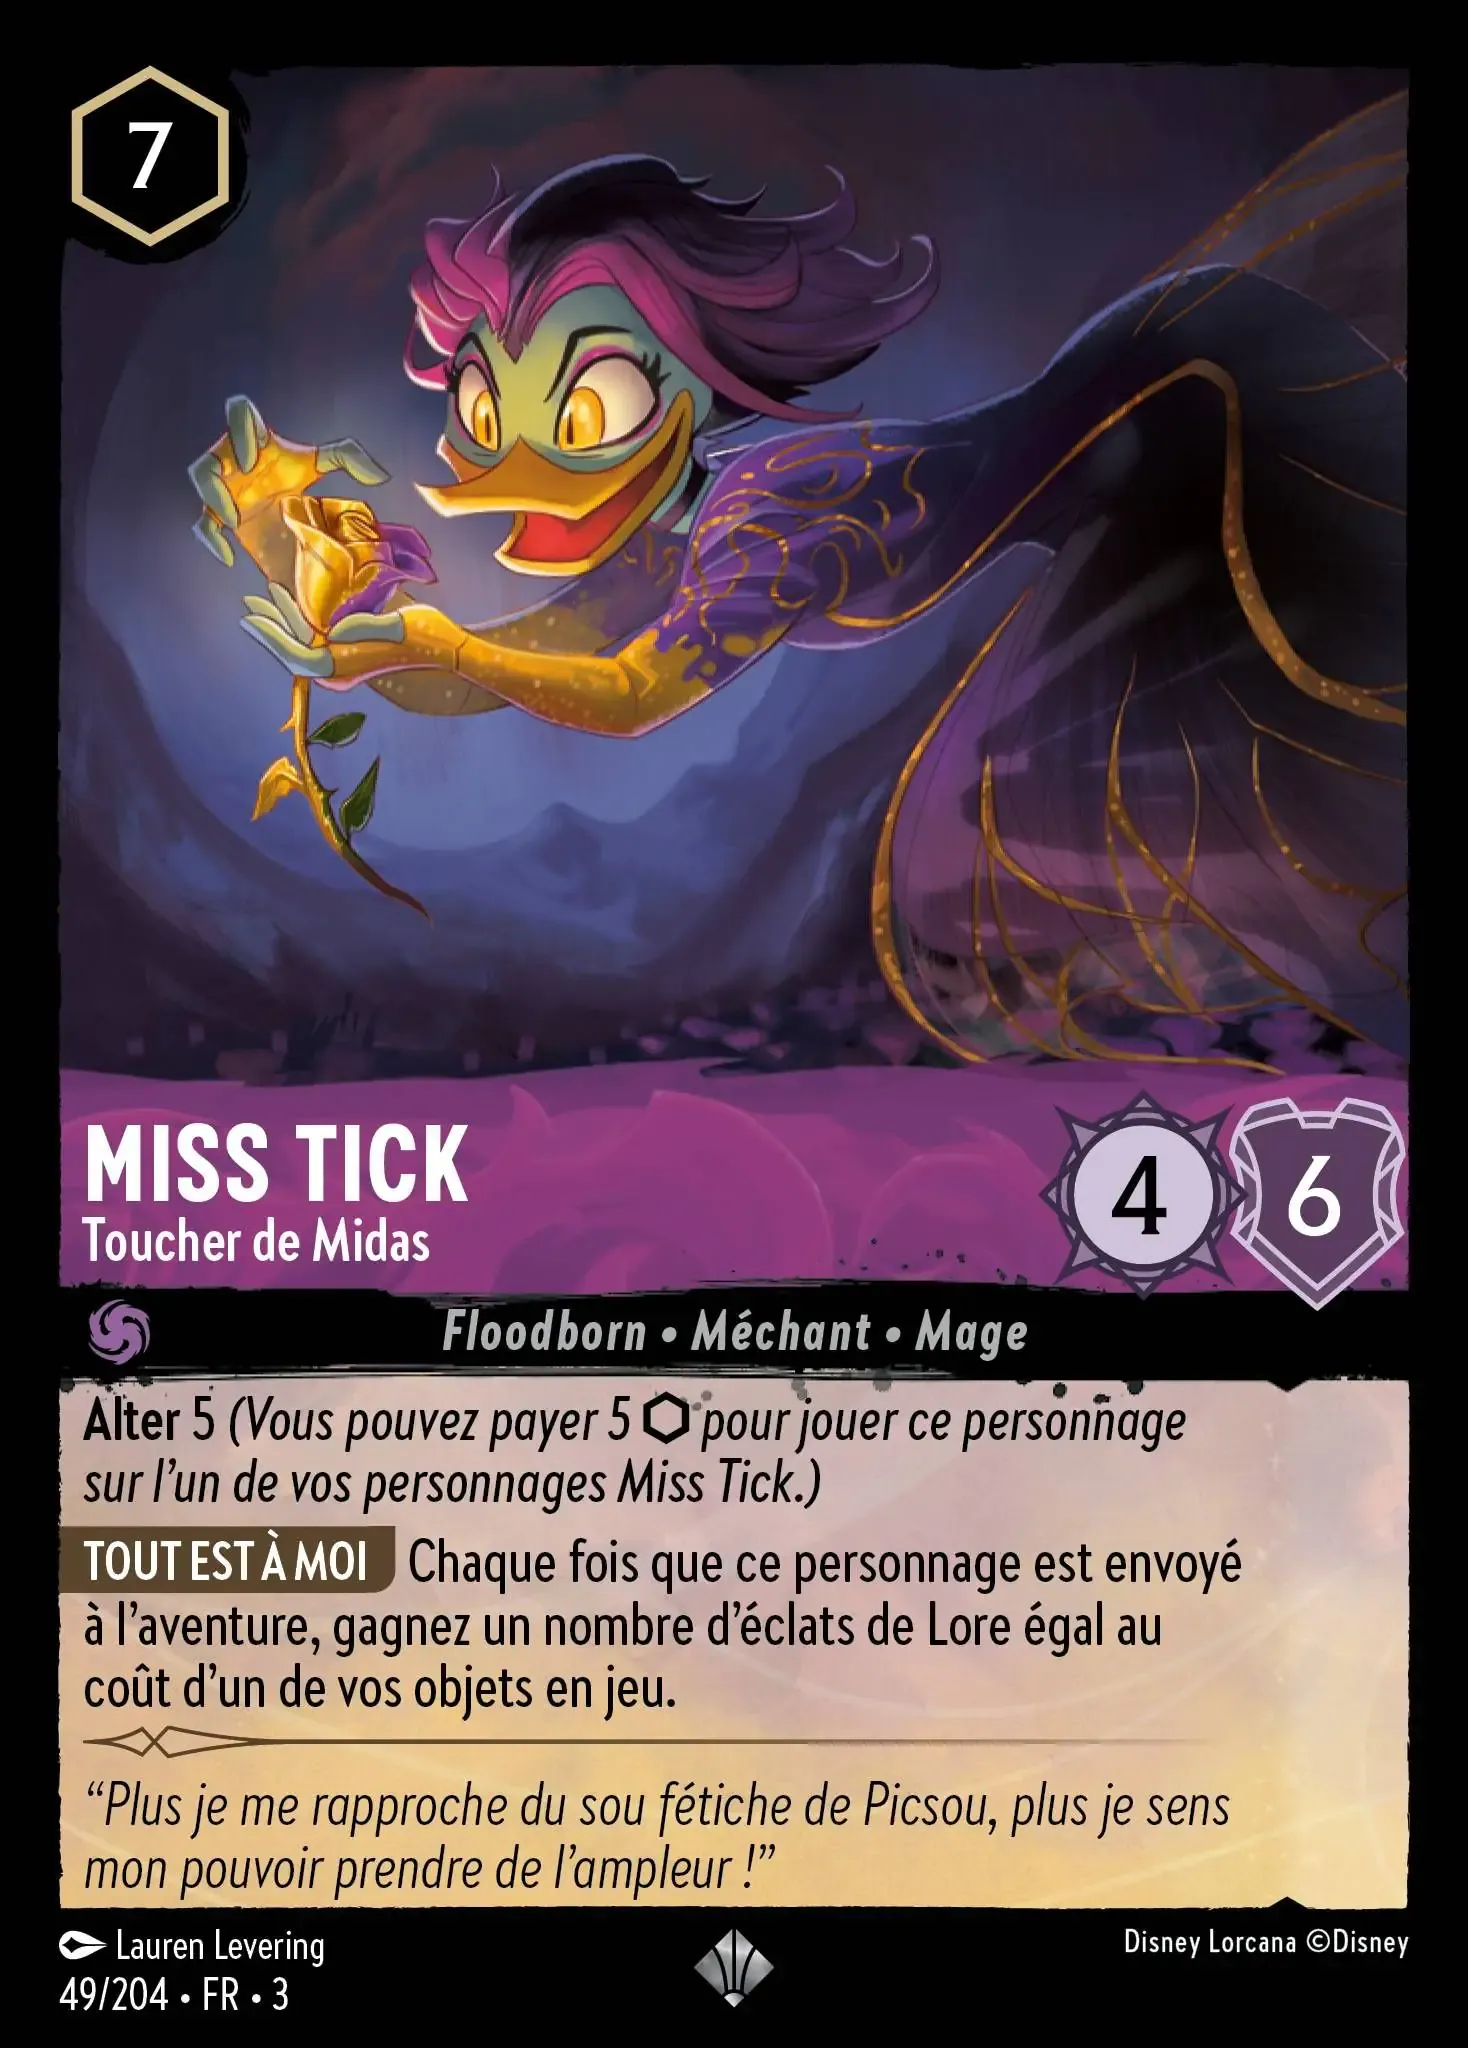 7
MISS TICK
Toucher de Midas
4
6
Floodborn • Méchant • Mage
Alter 5 (Vous pouvez payer 5 pour jouer ce personnage
sur l'un de vos personnages Miss Tick.)
TOUT EST À MOI Chaque fois que ce personnage est envoyé
à l'aventure, gagnez un nombre d'éclats de Lore égal au
coût d'un de vos objets en jeu.
“Plus je me rapproche du sou fétiche de Picsou, plus je sens
mon pouvoir prendre de l'ampleur !”
Lauren Levering
Disney Lorcana ©Disney
49/204 • FR • 3